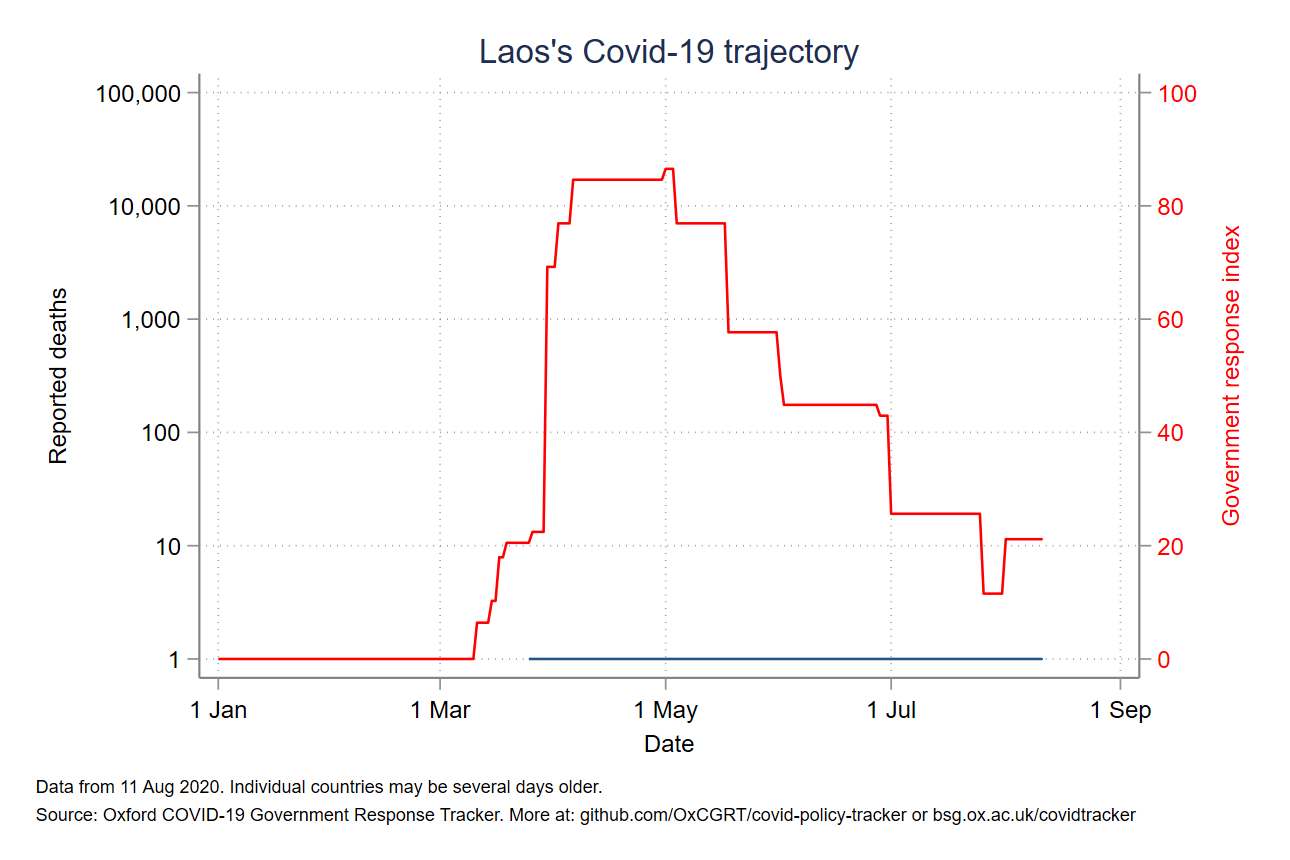 Laos's Covid-19 trajectory
100,000
10,000
1,000
100
10
1
Reported deaths
100
80
60
40
20
0
Government response index
1 Jan
1 Mar
1 May
1 Jul
1 Sep
Date
Data from 11 Aug 2020. Individual countries may be several days older.
Source: Oxford COVID-19 Government Response Tracker. More at: github.com/OxCGRT/covid-policy-tracker or bsg.ox.ac.uk/covidtracker